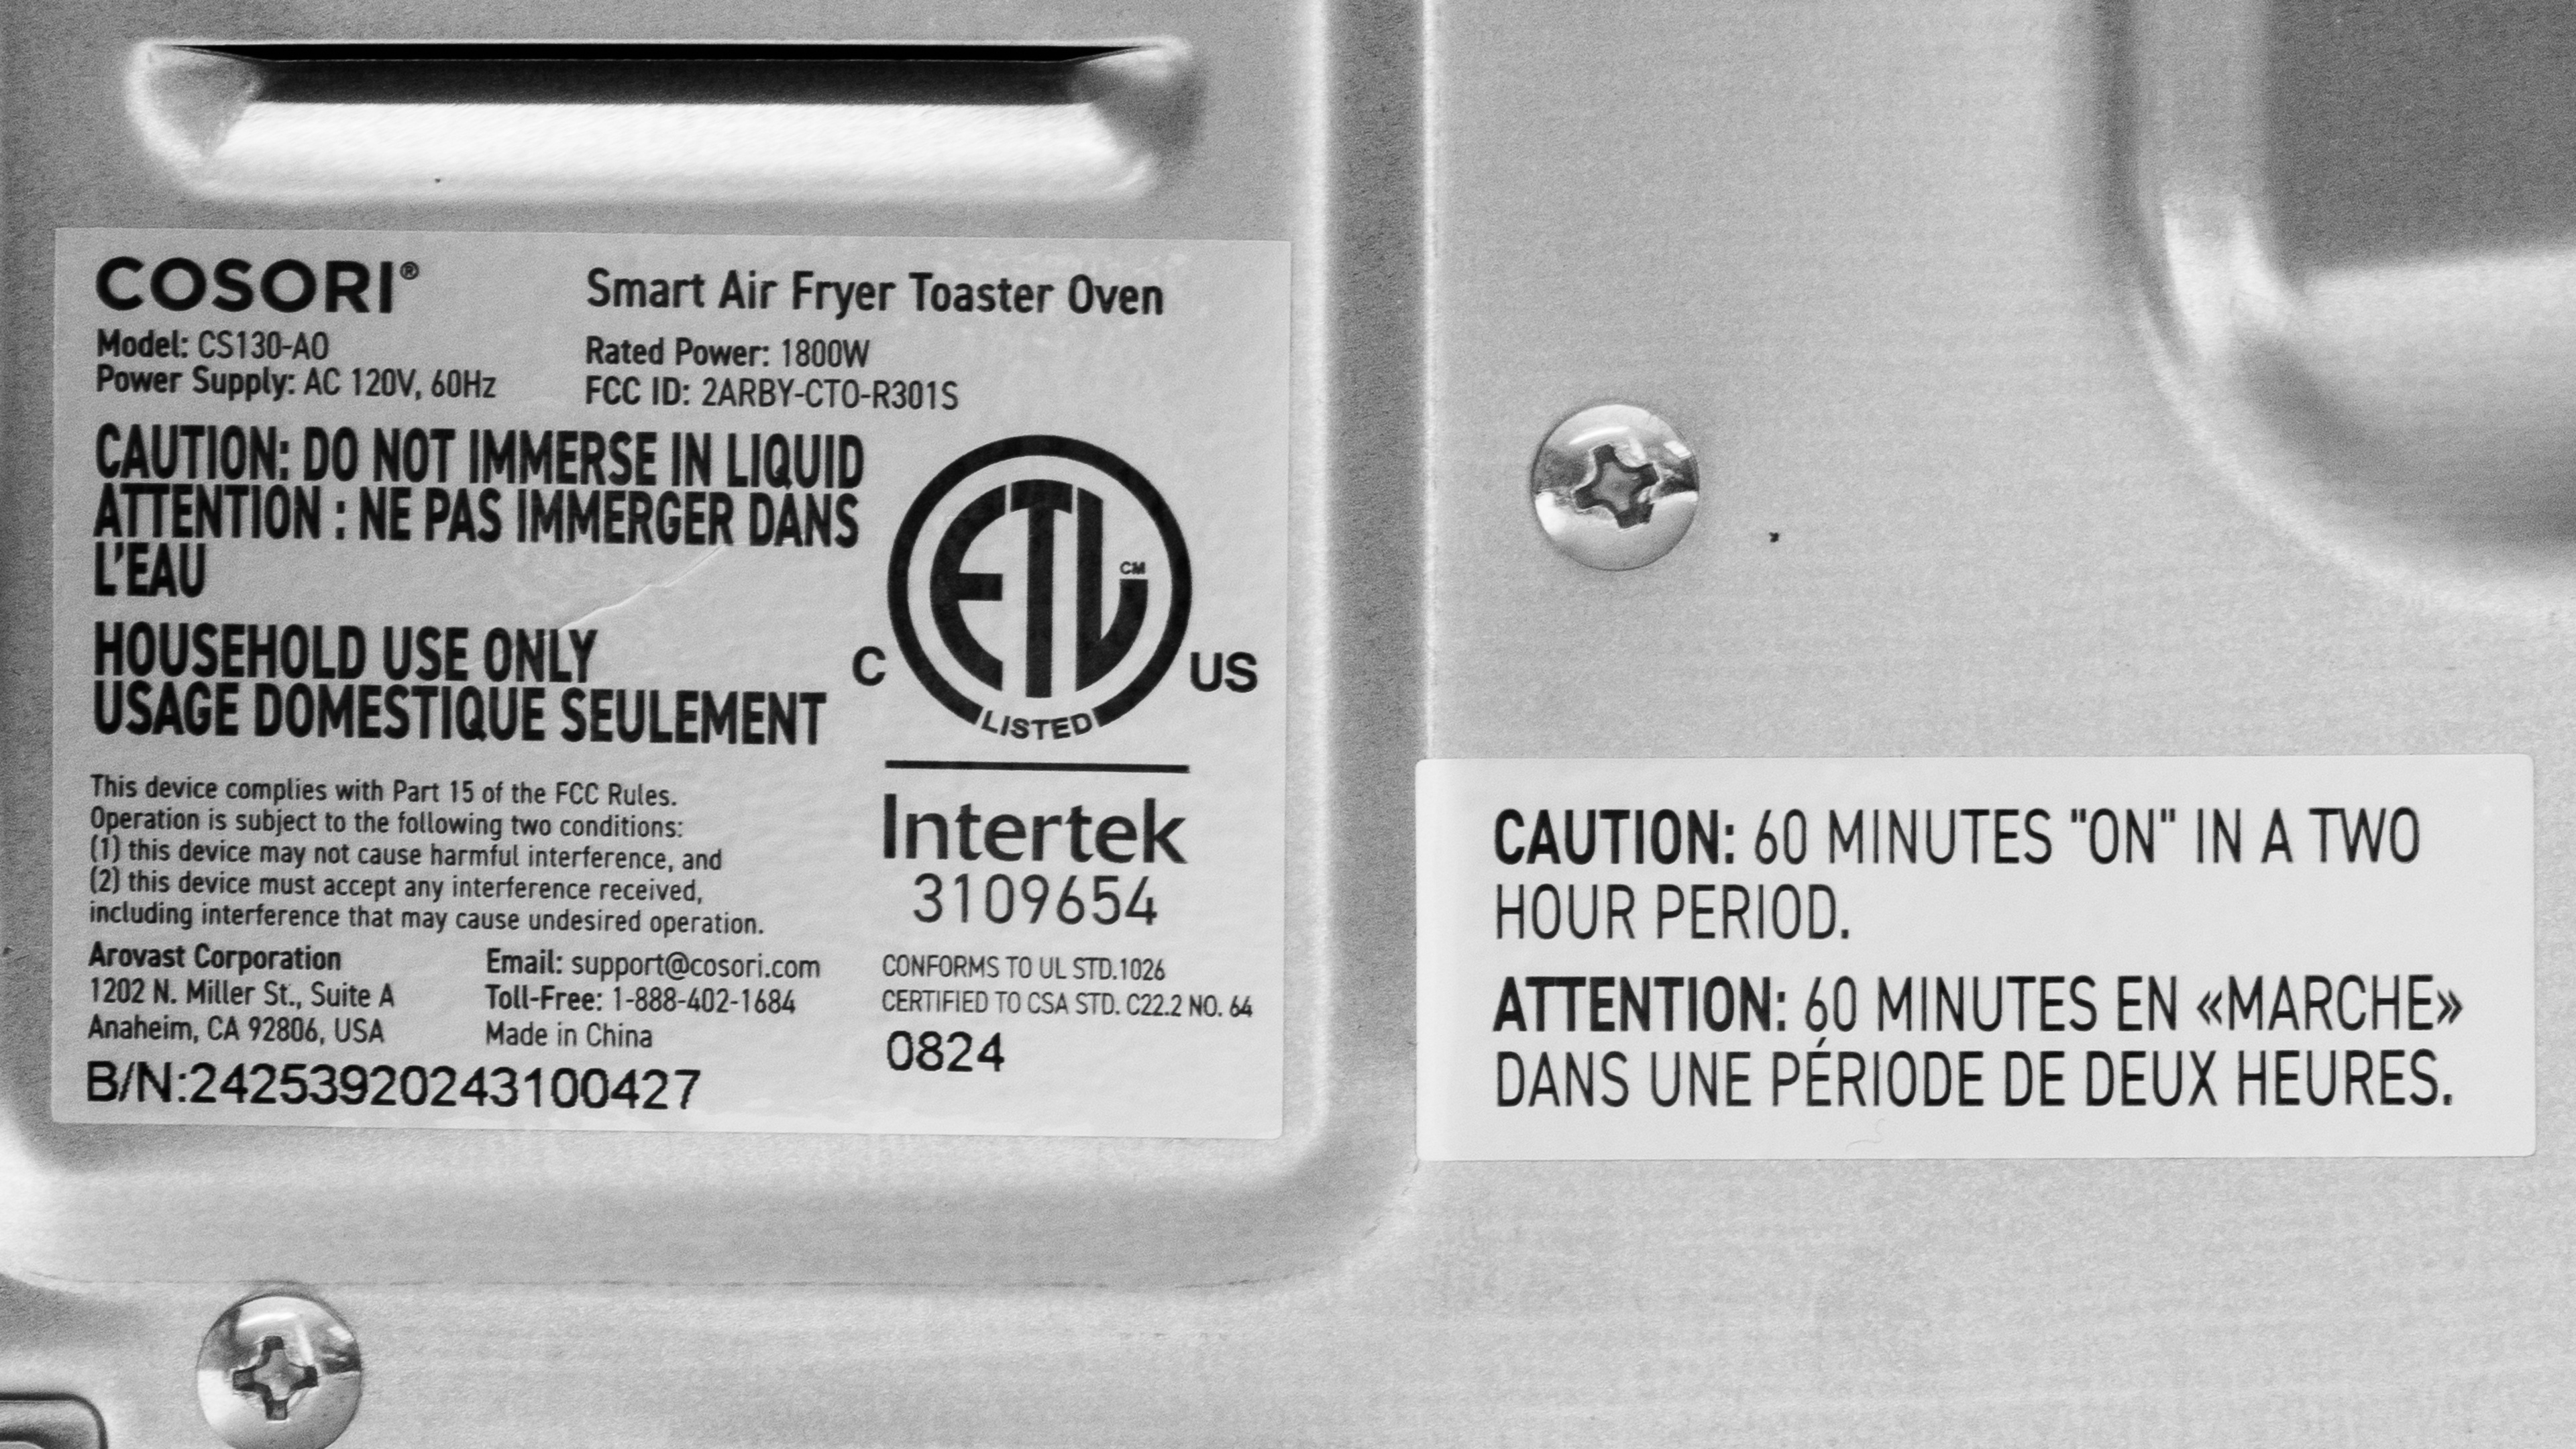 COSORI®
Smart Air Fryer Toaster Oven
Model: CS130-AO
Rated Power: 1800W
Power Supply: AC 120V, 60Hz
FCC ID: 2ARBY-CTO-R301S
CAUTION: DO NOT IMMERSE IN LIQUID
ATTENTION : NE PAS IMMERGER DANS
L'EAU
HOUSEHOLD USE ONLY
USAGE DOMESTIQUE SEULEMENT
This device complies with Part 15 of the FCC Rules.
Operation is subject to the following two conditions:
(1) this device may not cause harmful interference, and
(2) this device must accept any interference received,
including interference that may cause undesired operation.
Arovast Corporation
1202 N. Miller St., Suite A
Anaheim, CA 92806, USA
Email: support@cosori.com
Toll-Free: 1-888-402-1684
Made in China
B/N:24253920243100427
ETL CM
C US
LISTED
Intertek
3109654
CONFORMS TO UL STD.1026
CERTIFIED TO CSA STD. C22.2 NO. 64
0824
CAUTION: 60 MINUTES "ON" IN A TWO
HOUR PERIOD.
ATTENTION: 60 MINUTES EN «MARCHE»
DANS UNE PÉRIODE DE DEUX HEURES.